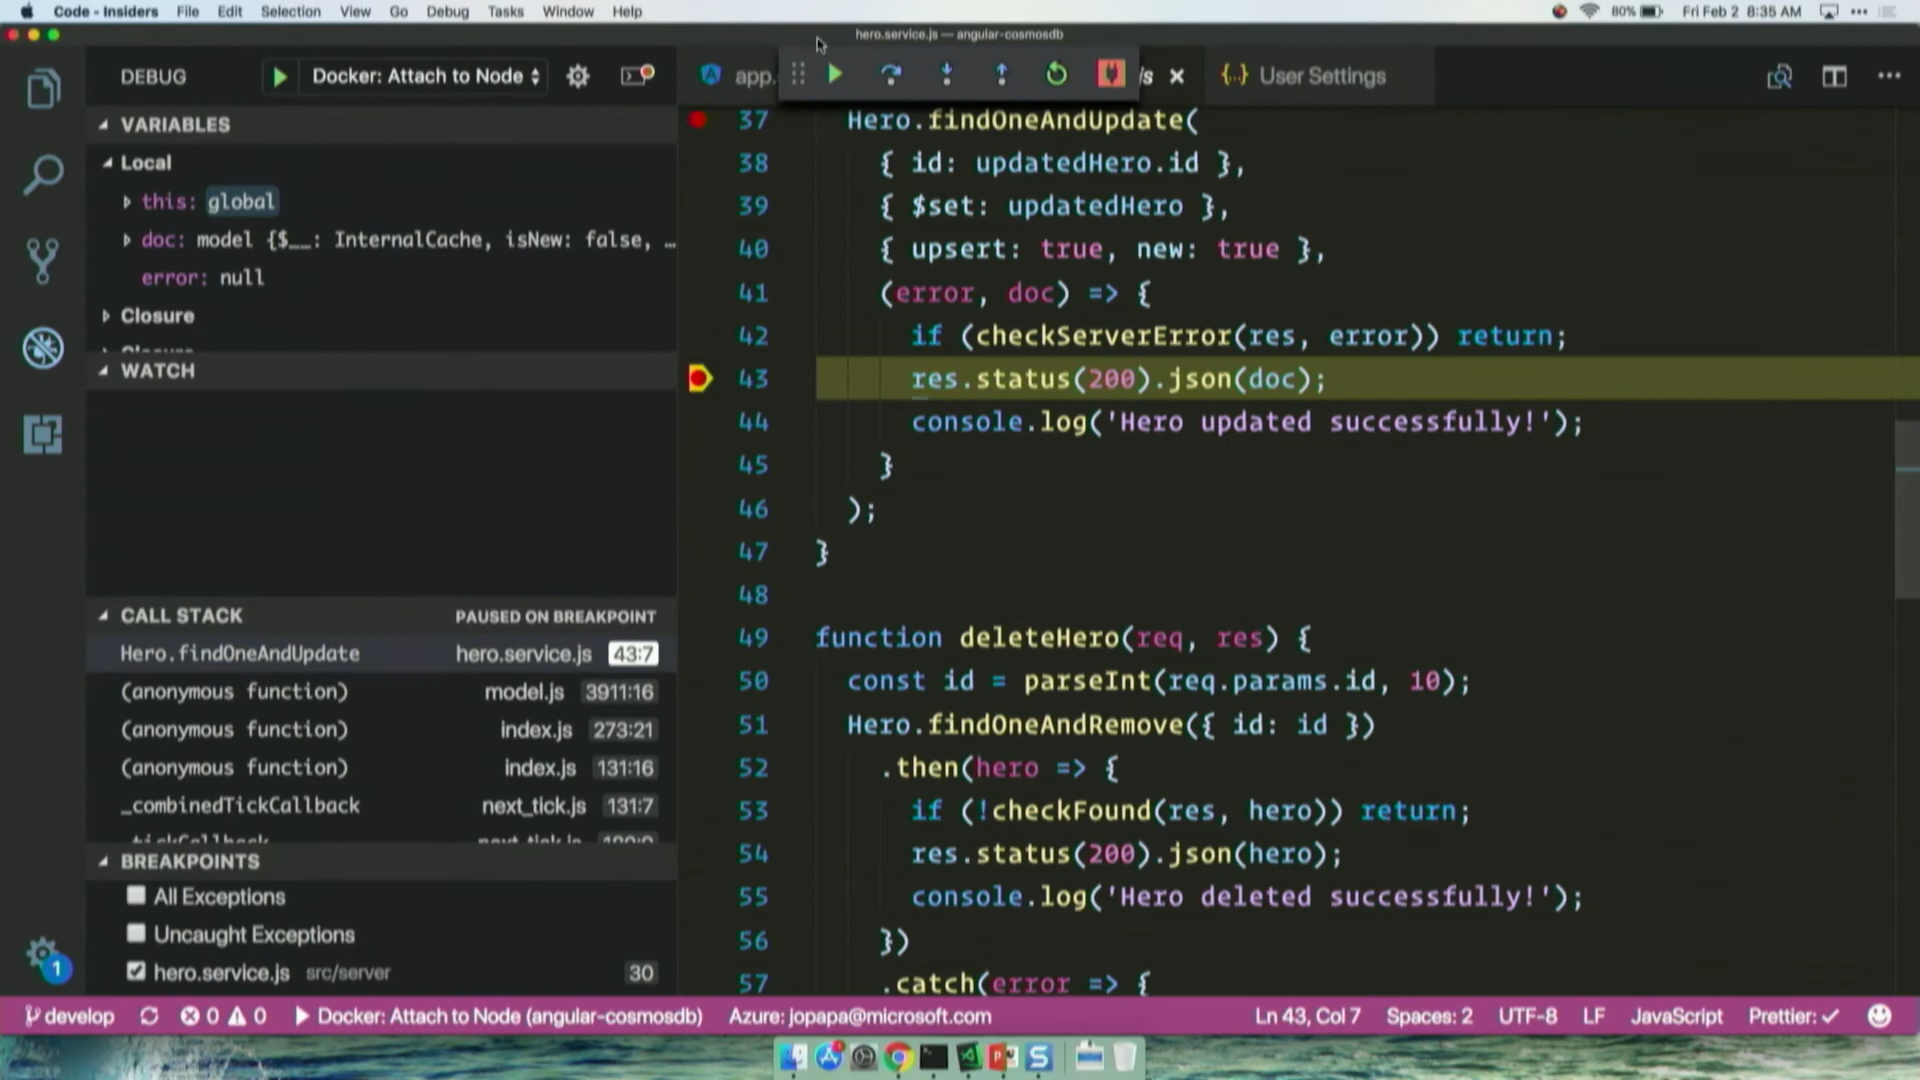 Code - Insiders File Edit Selection View Go Debug Tasks Window Help 80% Fri Feb 2 8:35 AM
hero.service.js — angular-cosmosdb
DEBUG Docker: Attach to Node
app. s User Settings
VARIABLES
Local
this: global
doc: model {$__: InternalCache, isNew: false, …
error: null
Closure
WATCH
CALL STACK PAUSED ON BREAKPOINT
Hero.findOneAndUpdate hero.service.js 43:7
(anonymous function) model.js 3911:16
(anonymous function) index.js 273:21
(anonymous function) index.js 131:16
_combinedTickCallback next_tick.js 131:7
BREAKPOINTS
All Exceptions
Uncaught Exceptions
hero.service.js src/server 30
1
37 Hero.findOneAndUpdate(
38 { id: updatedHero.id },
39 { $set: updatedHero },
40 { upsert: true, new: true },
41 (error, doc) => {
42 if (checkServerError(res, error)) return;
43 res.status(200).json(doc);
44 console.log('Hero updated successfully!');
45 }
46 );
47 }
48
49 function deleteHero(req, res) {
50 const id = parseInt(req.params.id, 10);
51 Hero.findOneAndRemove({ id: id })
52 .then(hero => {
53 if (!checkFound(res, hero)) return;
54 res.status(200).json(hero);
55 console.log('Hero deleted successfully!');
56 })
57 .catch(error => {
develop 0 0 Docker: Attach to Node (angular-cosmosdb) Azure: jopapa@microsoft.com Ln 43, Col 7 Spaces: 2 UTF-8 LF JavaScript Prettier: ✓